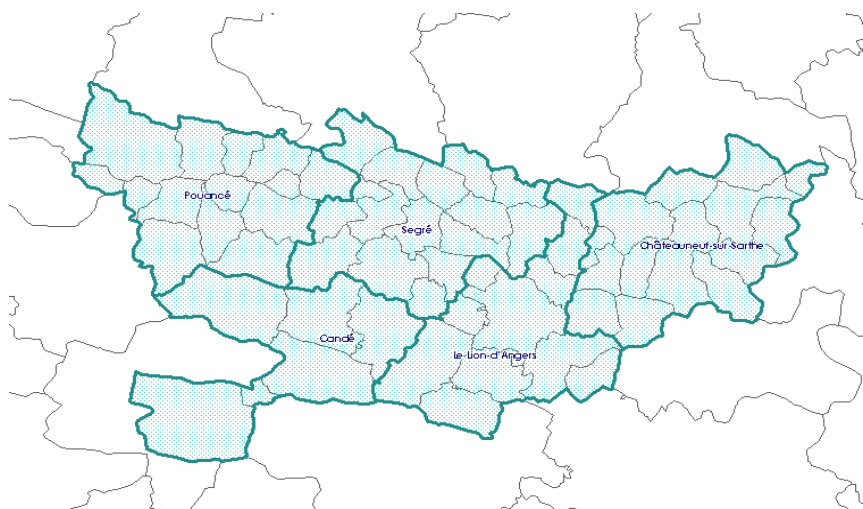 Pouancé
Segré
Châteauneuf-sur-Sarthe
Candé
le-Lion-d'Angers